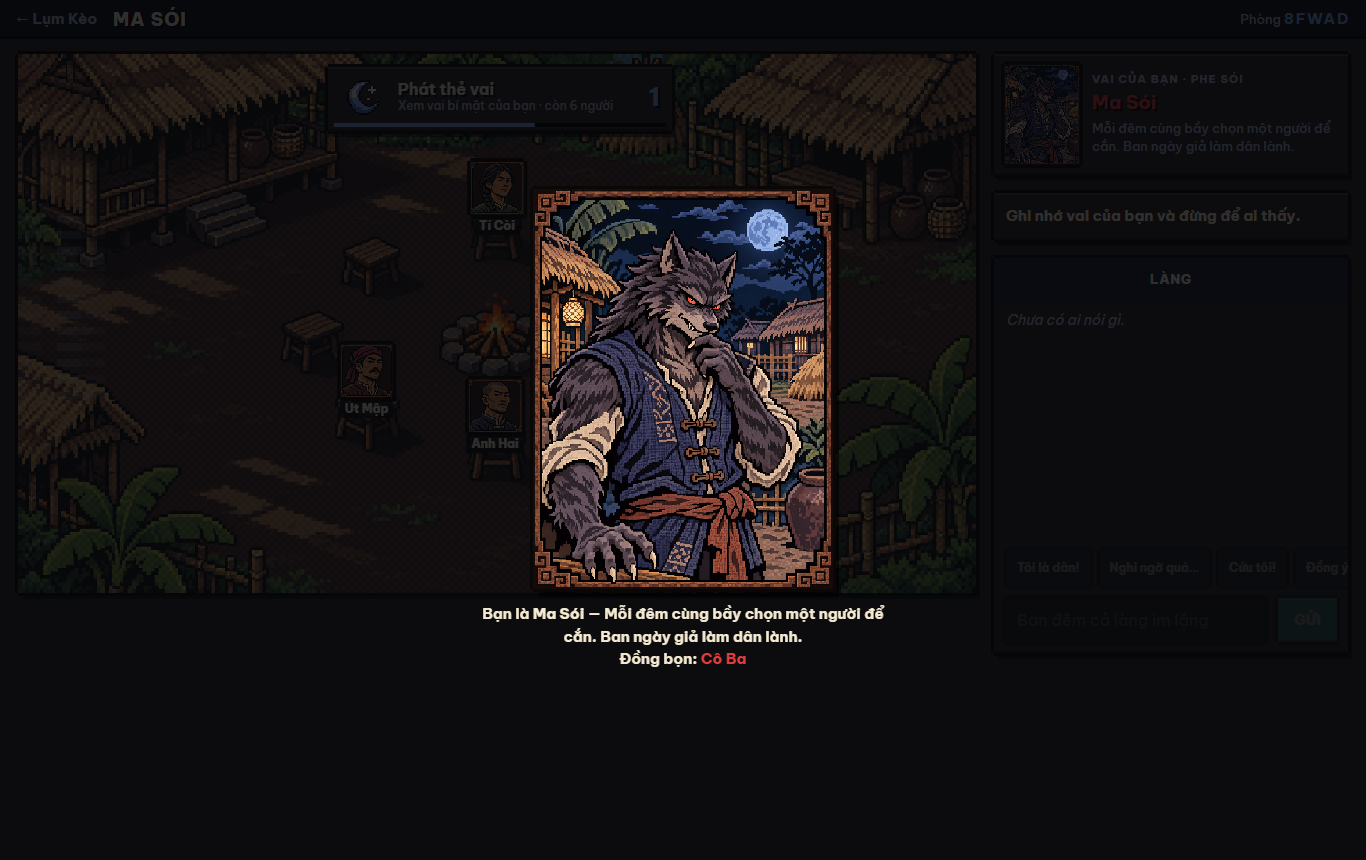 ← Lụm Kèo MA SÓI
Phòng 8FWAD
Phát thẻ vai
Xem vai bí mật của bạn · còn 6 người
1
VAI CỦA BẠN · PHE SÓI
Ma Sói
Mỗi đêm cùng bầy chọn một người để
cắn. Ban ngày giả làm dân lành.
Tí Còi
Ghi nhớ vai của bạn và đừng để ai thấy.
LÀNG
Chưa có ai nói gì.
Út Mập
Anh Hai
Tôi là dân! Nghi ngờ quá... Cứu tôi! Đồng ý
Ban đêm cả làng im lặng GỬI
Bạn là Ma Sói — Mỗi đêm cùng bầy chọn một người để
cắn. Ban ngày giả làm dân lành.
Đồng bọn: Cô Ba